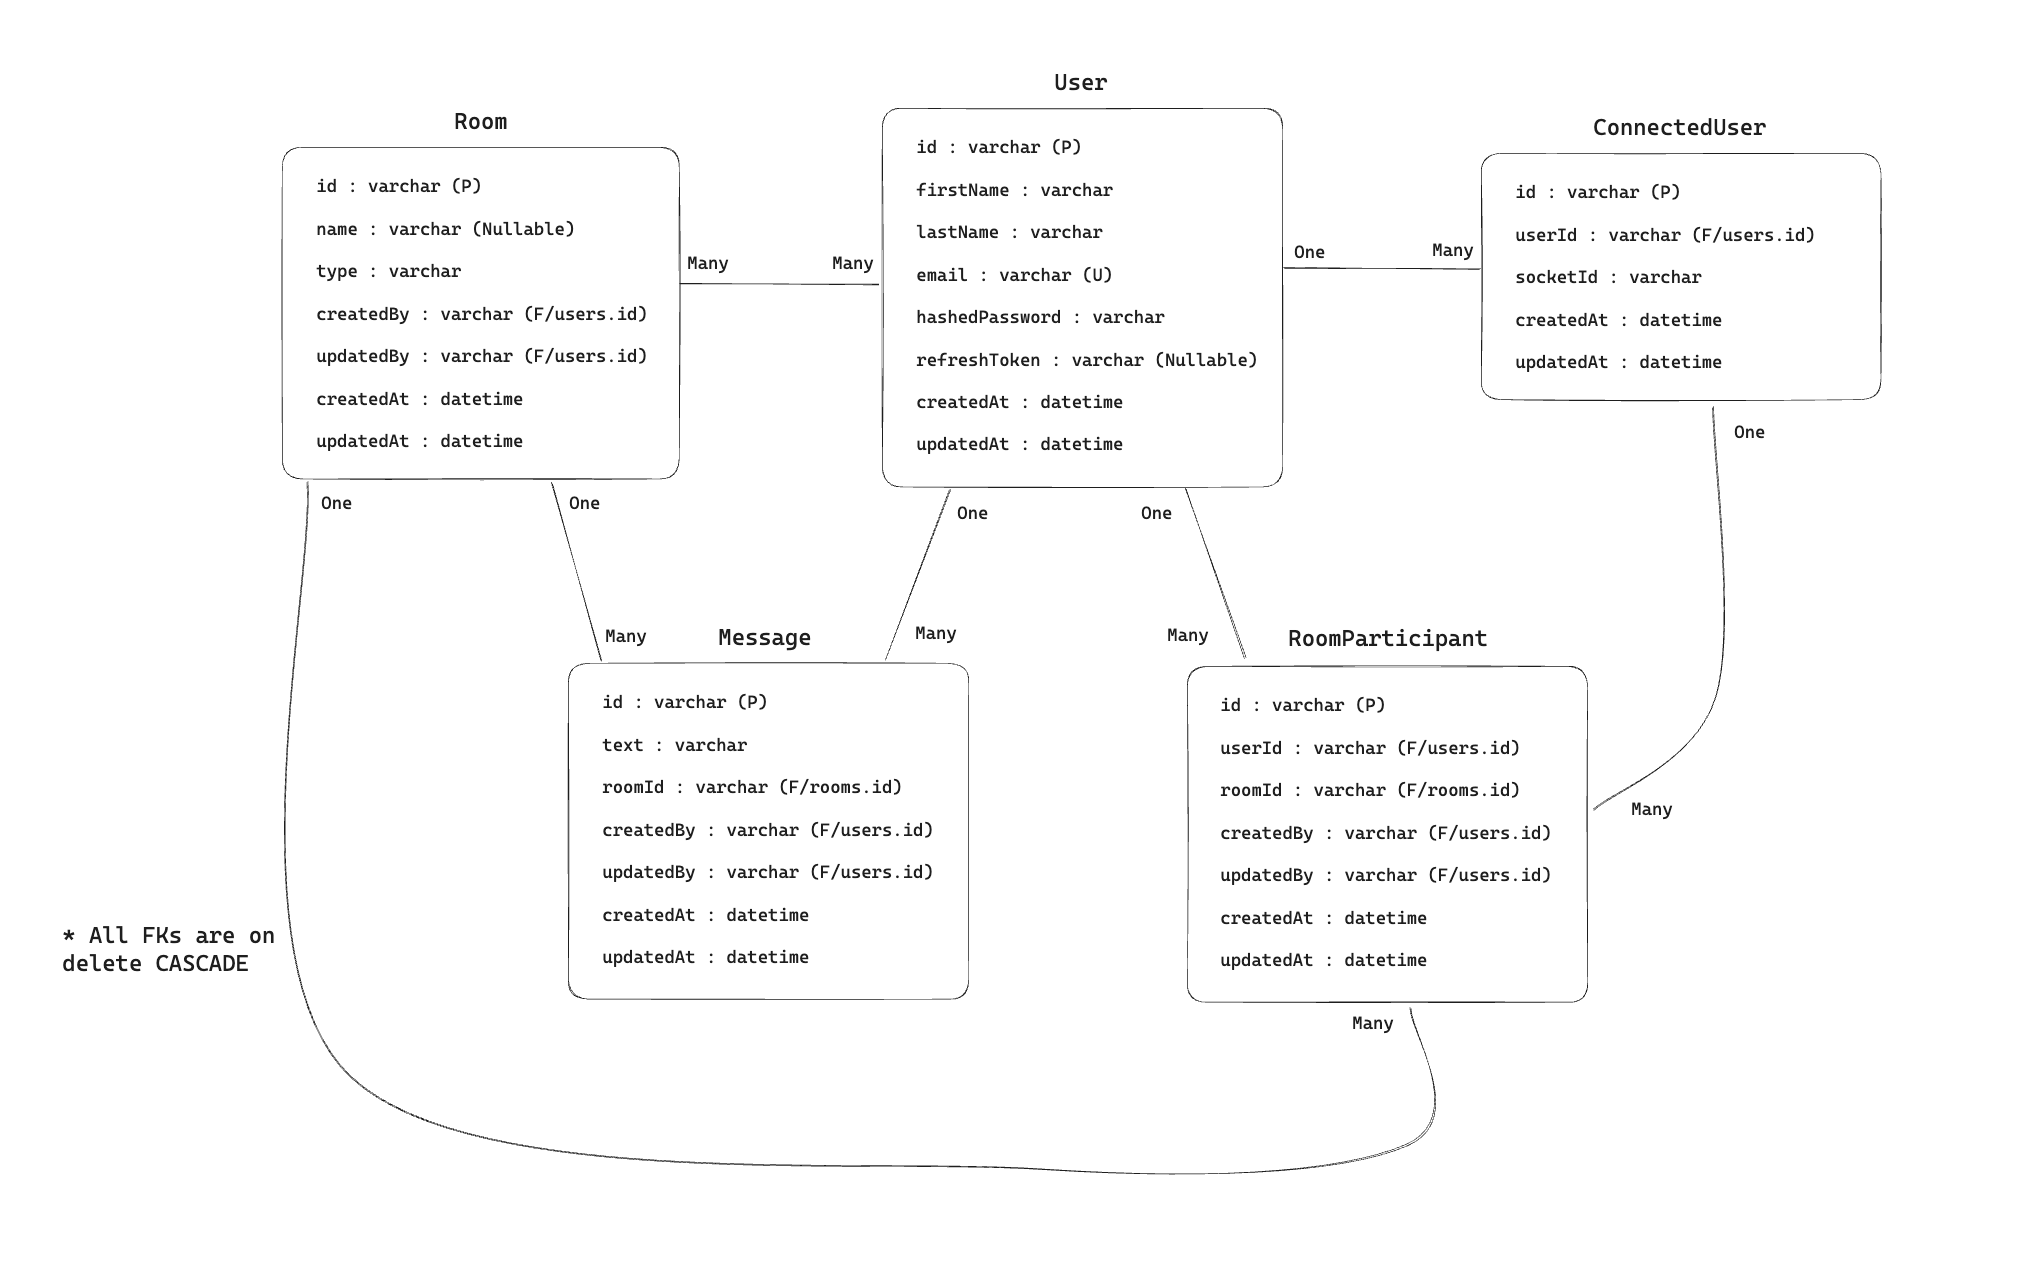 User
id : varchar (P)
firstName : varchar
lastName : varchar
email : varchar (U)
hashedPassword : varchar
refreshToken : varchar (Nullable)
createdAt : datetime
updatedAt : datetime
Room
id : varchar (P)
name : varchar (Nullable)
type : varchar
createdBy : varchar (F/users.id)
updatedBy : varchar (F/users.id)
createdAt : datetime
updatedAt : datetime
ConnectedUser
id : varchar (P)
userId : varchar (F/users.id)
socketId : varchar
createdAt : datetime
updatedAt : datetime
Many
Many
One
Many
One
One
One
One
One
Many
Many
Many
Many
Message
id : varchar (P)
text : varchar
roomId : varchar (F/rooms.id)
createdBy : varchar (F/users.id)
updatedBy : varchar (F/users.id)
createdAt : datetime
updatedAt : datetime
RoomParticipant
id : varchar (P)
userId : varchar (F/users.id)
roomId : varchar (F/rooms.id)
createdBy : varchar (F/users.id)
updatedBy : varchar (F/users.id)
createdAt : datetime
updatedAt : datetime
Many
* All FKs are on
delete CASCADE